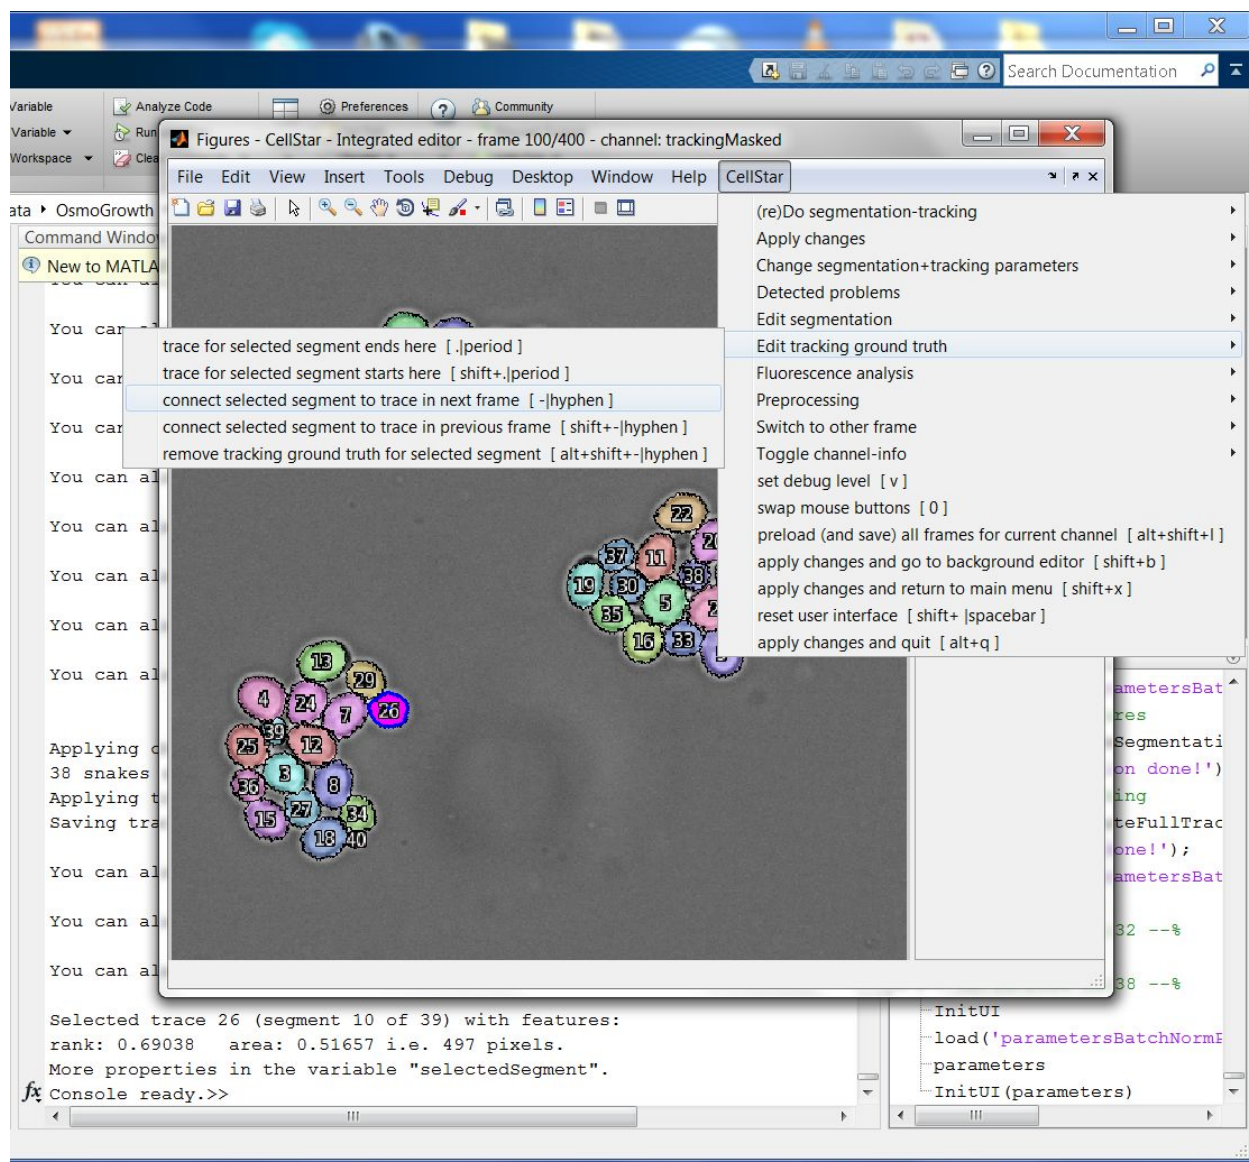 Search Documentation
Variable
Analyze Code
Preferences
Community
Variable
Run
Workspace
Clea
Figures - CellStar - Integrated editor - frame 100/400 - channel: trackingMasked
File Edit View Insert Tools Debug Desktop Window Help CellStar
ata OsmoGrowth
Command Window
New to MATLA
(re)Do segmentation-tracking
Apply changes
Change segmentation+tracking parameters
Detected problems
Edit segmentation
Edit tracking ground truth
Fluorescence analysis
Preprocessing
Switch to other frame
Toggle channel-info
set debug level [ v ]
swap mouse buttons [ 0 ]
preload (and save) all frames for current channel [ alt+shift+l ]
apply changes and go to background editor [ shift+b ]
apply changes and return to main menu [ shift+x ]
reset user interface [ shift+ |spacebar ]
apply changes and quit [ alt+q ]
trace for selected segment ends here [ .|period ]
trace for selected segment starts here [ shift+.|period ]
connect selected segment to trace in next frame [ -|hyphen ]
connect selected segment to trace in previous frame [ shift+-|hyphen ]
remove tracking ground truth for selected segment [ alt+shift+-|hyphen ]
You can al
You can
You can
You can
You can al
You can al
You can al
You can al
You can al
Applying c
38 snakes
Applying t
Saving tra
You can al
You can al
You can al
Selected trace 26 (segment 10 of 39) with features:
rank: 0.69038 area: 0.51657 i.e. 497 pixels.
More properties in the variable "selectedSegment".
fx Console ready.>>
22
37
11
38
19
30
35
5
16
33
13
29
4
24
7
26
39
25
12
3
36
8
27
34
15
18
40
ametersBat
res
Segmentati
on done!')
ing
teFullTrac
one!');
ametersBat
32 --%
38 --%
InitUI
load('parametersBatchNormP
parameters
InitUI(parameters)